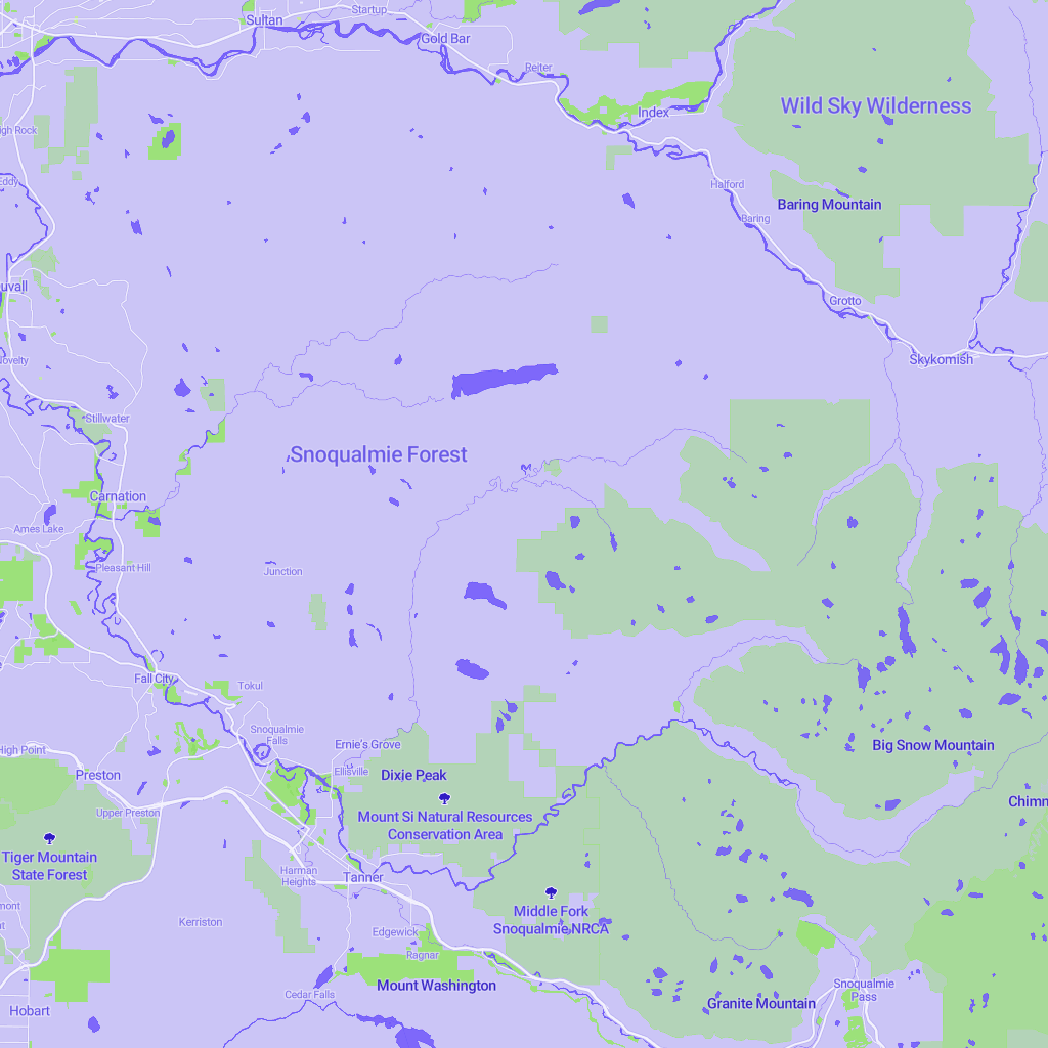 Startup
Sultan
Gold Bar
Reiter
Index
Wild Sky Wilderness
Halford
Baring Mountain
Baring
Grotto
Skykomish
Stillwater
Snoqualmie Forest
Carnation
Ames Lake
Pleasant Hill
Junction
Fall City
Tokul
Snoqualmie
Falls
Ernie's Grove
Big Snow Mountain
High Point
Preston
Ellisville
Dixie Peak
Mount Si Natural Resources
Conservation Area
Upper Preston
Tiger Mountain
State Forest
Harman
Heights
Tanner
Middle Fork
Snoqualmie NRCA
Kerriston
Edgewick
Ragnar
Mount Washington
Cedar Falls
Snoqualmie
Pass
Granite Mountain
Hobart